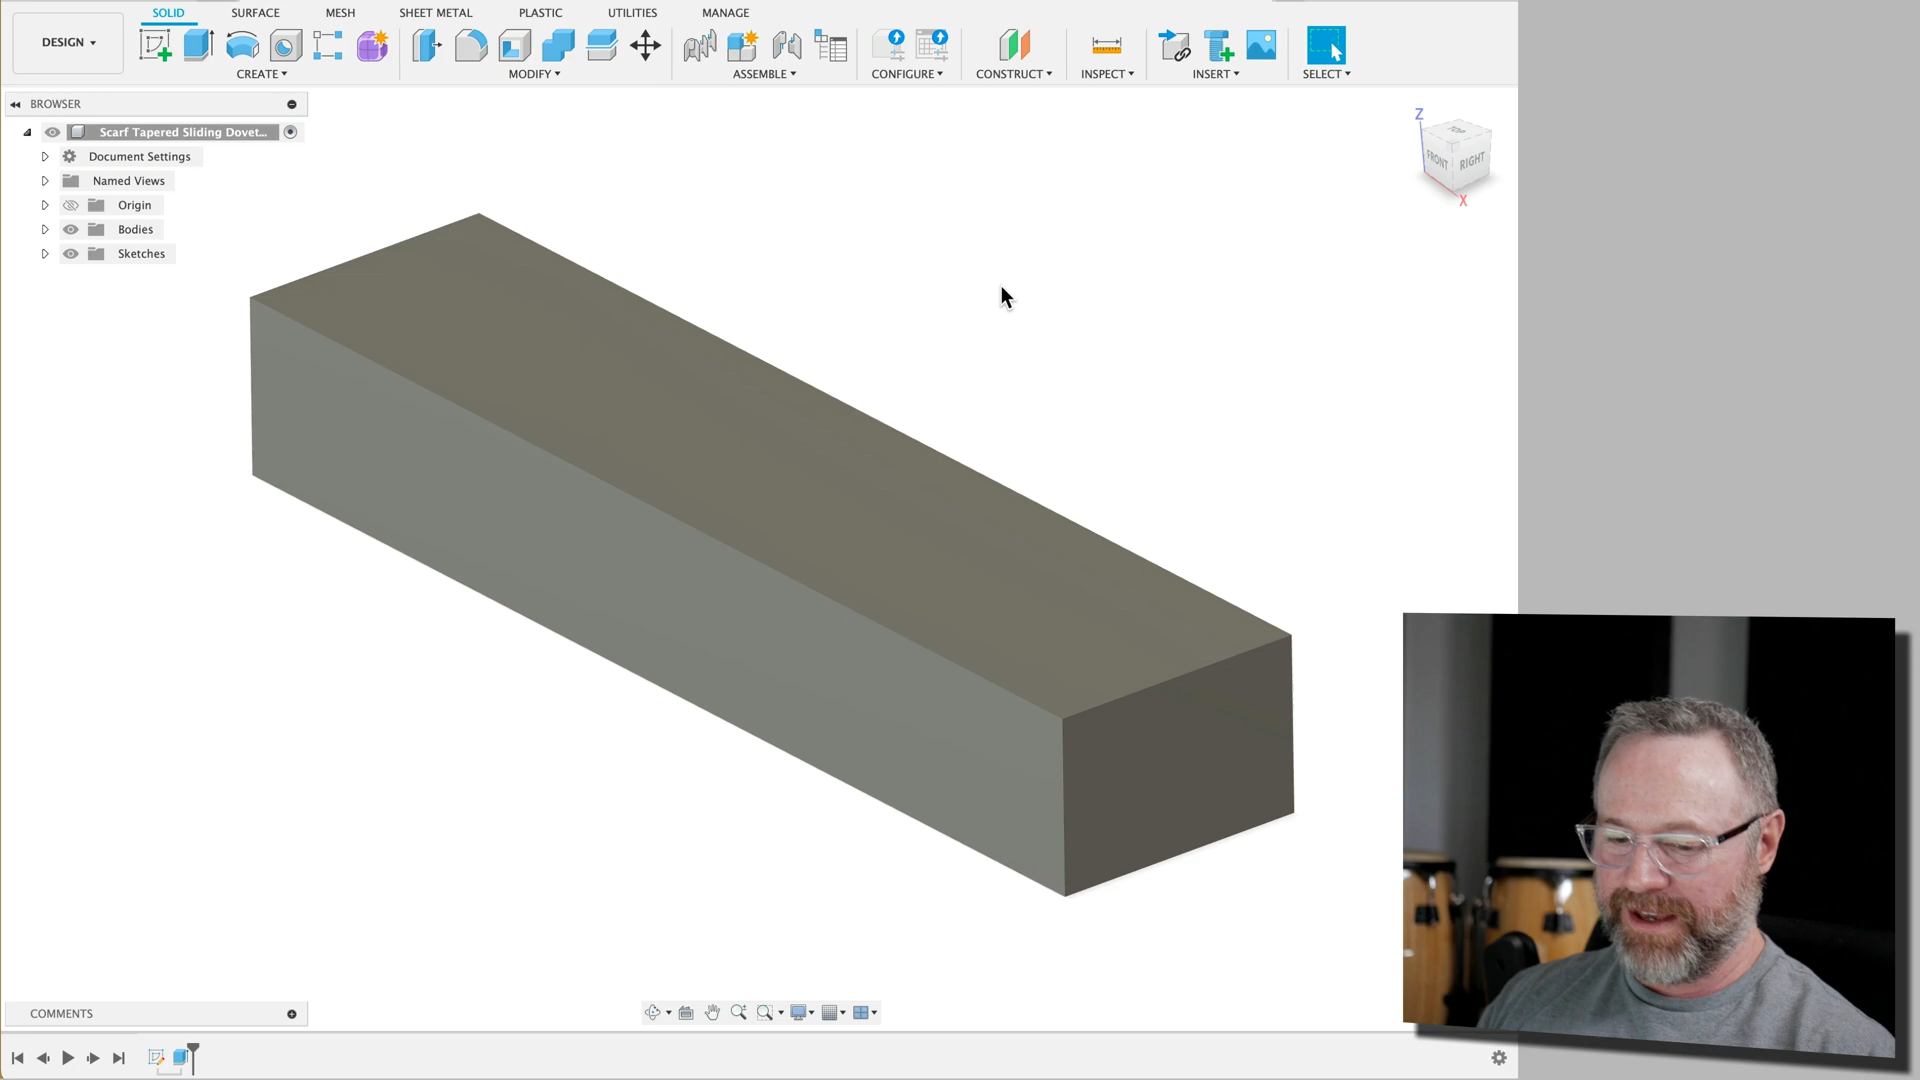 SOLID SURFACE MESH SHEET METAL PLASTIC UTILITIES MANAGE
DESIGN
CREATE MODIFY ASSEMBLE CONFIGURE CONSTRUCT INSPECT INSERT SELECT
BROWSER
Scarf Tapered Sliding Dovet...
Document Settings
Named Views
Origin
Bodies
Sketches
Z
TOP
FRONT RIGHT
X
COMMENTS